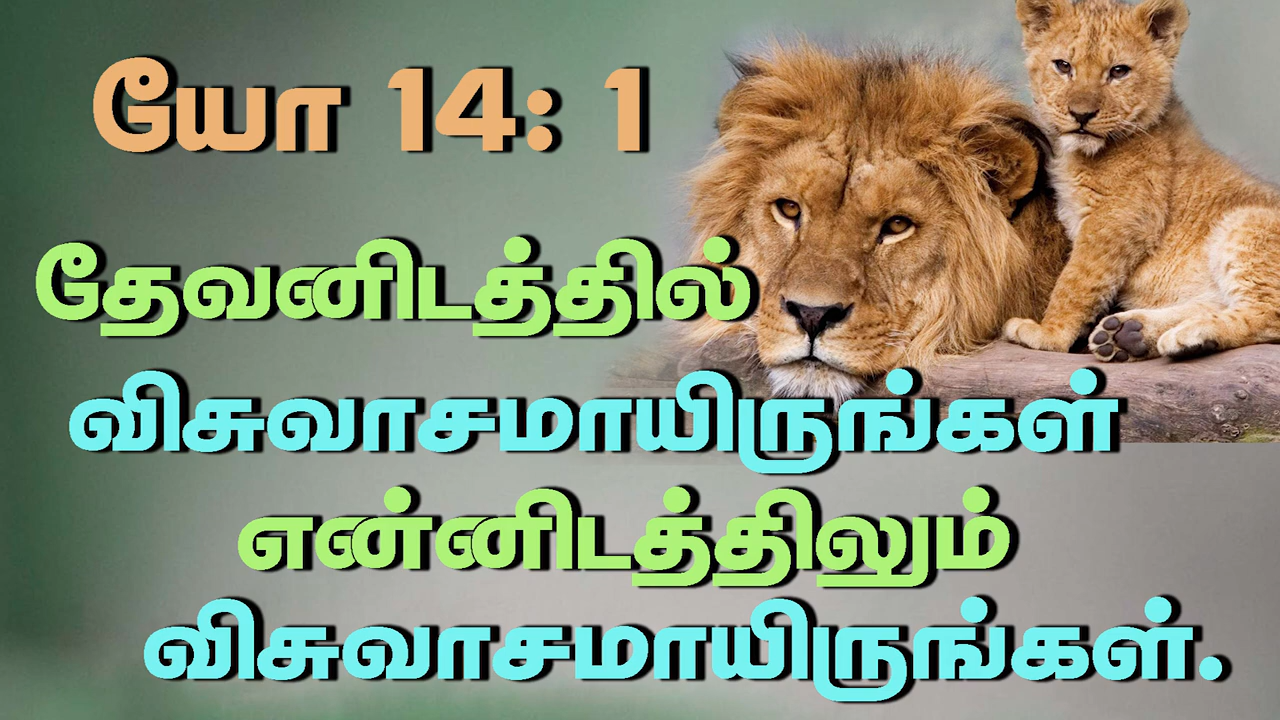 யோ 14: 1
தேவனிடத்தில்
விசுவாசமாயிருங்கள்
என்னிடத்திலும்
விசுவாசமாயிருங்கள்.